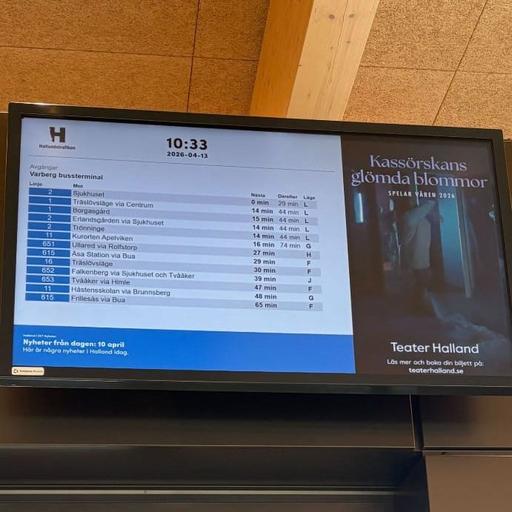 Hallandstrafiken
10:33
2026-04-13
Avgångar
Varberg bussterminal
Linje Mot Nästa Därefter Läge
2 Sjukhuset 0 min 29 min L
1 Träslövsläge via Centrum 14 min 44 min L
1 Borgasgård 15 min 44 min L
2 Erlandsgården via Sjukhuset 14 min 44 min L
2 Trönninge 14 min 44 min L
11 Kurorten Apelviken 16 min 74 min G
651 Ullared via Rolfstorp 27 min H
615 Åsa Station via Bua 29 min F
16 Träslövsläge 30 min F
652 Falkenberg via Sjukhuset och Tvååker 39 min J
653 Tvååker via Himle 47 min F
11 Håstensskolan via Brunnsberg 48 min G
615 Frillesås via Bua 65 min F
Nyheter från dagen: 10 april
Här är några nyheter i Halland idag.
Kassörskans
glömda blommor
SPELAR VÅREN 2026
Teater Halland
Läs mer och boka din biljett på:
teaterhalland.se